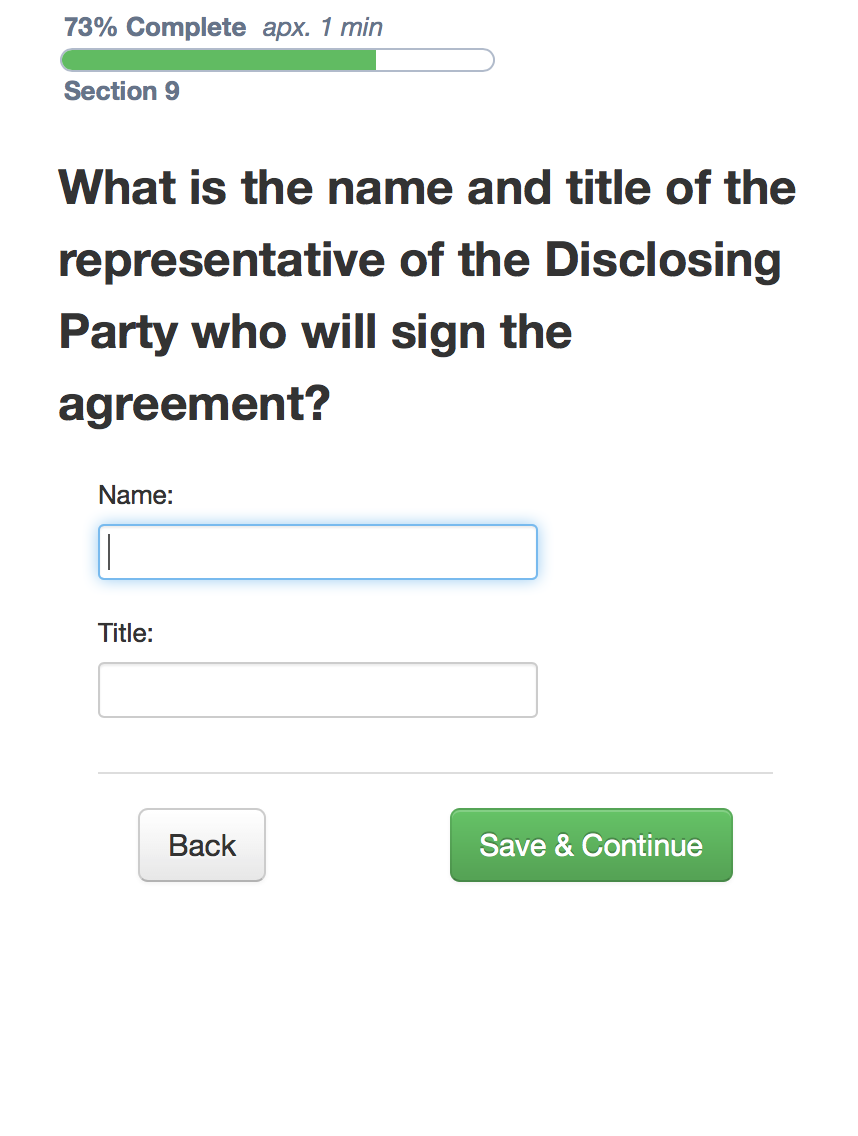 73% Complete apx. 1 min
Section 9
What is the name and title of the
representative of the Disclosing
Party who will sign the
agreement?
Name:
Title:
Back
Save & Continue